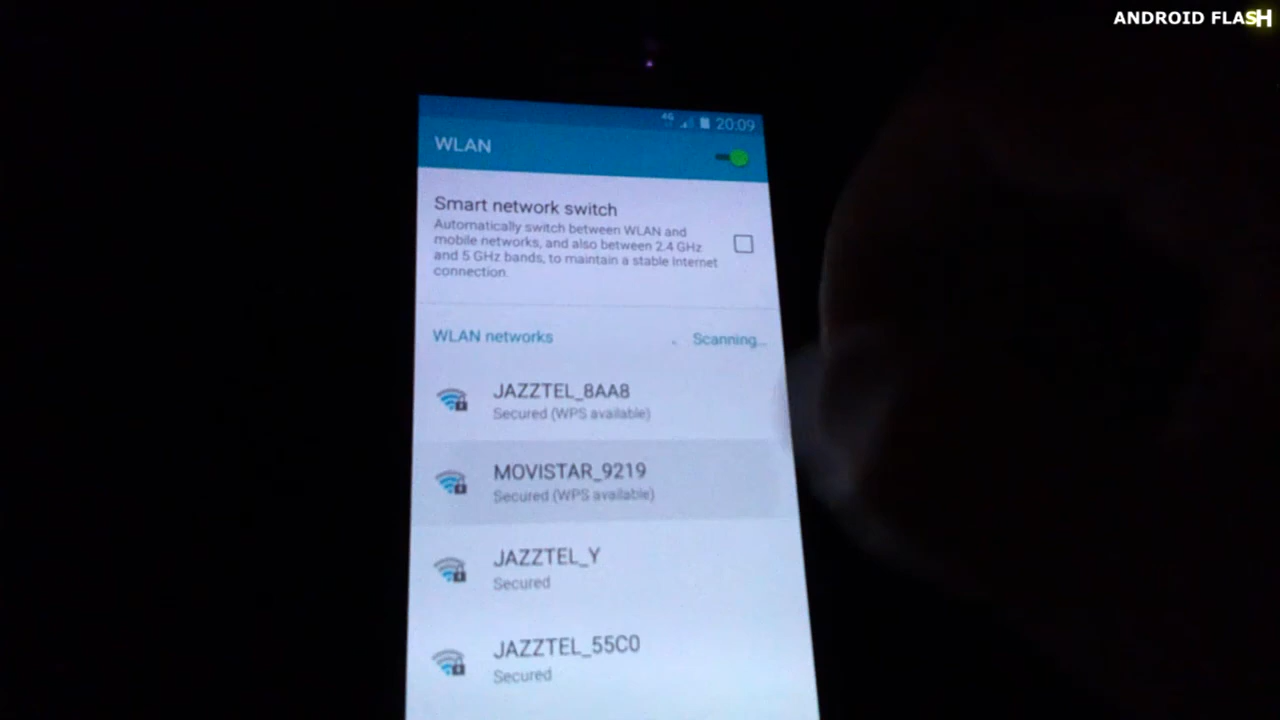 ANDROID FLASH
4G 20:09
WLAN
Smart network switch
Automatically switch between WLAN and
mobile networks, and also between 2.4 GHz
and 5 GHz bands, to maintain a stable Internet
connection.
WLAN networks
Scanning...
JAZZTEL_8AA8
Secured (WPS available)
MOVISTAR_9219
Secured (WPS available)
JAZZTEL_Y
Secured
JAZZTEL_55C0
Secured